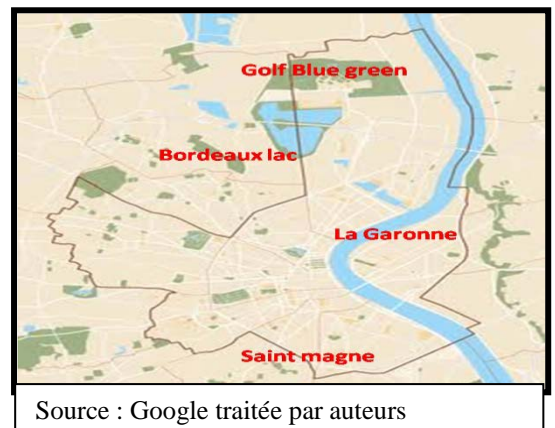 Golf Blue green
Bordeaux lac
La Garonne
Saint magne
Source : Google traitée par auteurs